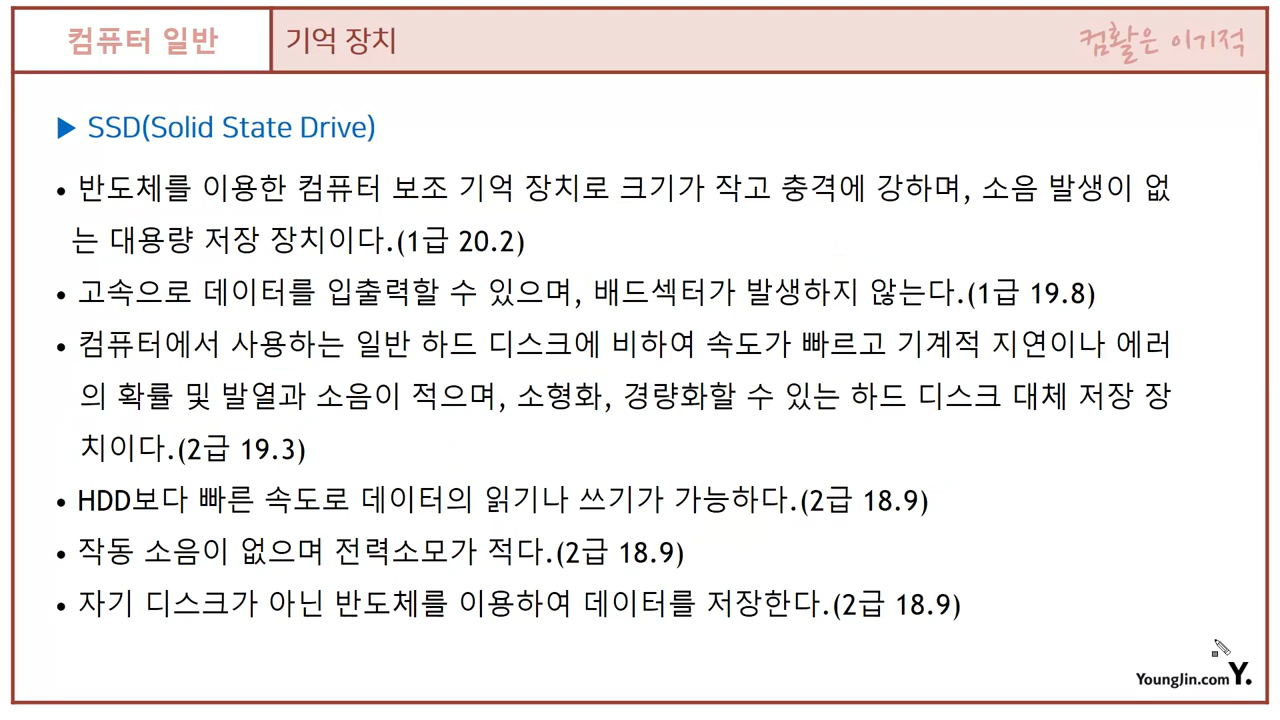 컴퓨터 일반
기억 장치
컴활은 이기적
▶ SSD(Solid State Drive)
• 반도체를 이용한 컴퓨터 보조 기억 장치로 크기가 작고 충격에 강하며, 소음 발생이 없
는 대용량 저장 장치이다.(1급 20.2)
• 고속으로 데이터를 입출력할 수 있으며, 배드섹터가 발생하지 않는다.(1급 19.8)
• 컴퓨터에서 사용하는 일반 하드 디스크에 비하여 속도가 빠르고 기계적 지연이나 에러
의 확률 및 발열과 소음이 적으며, 소형화, 경량화할 수 있는 하드 디스크 대체 저장 장
치이다.(2급 19.3)
• HDD보다 빠른 속도로 데이터의 읽기나 쓰기가 가능하다.(2급 18.9)
• 작동 소음이 없으며 전력소모가 적다.(2급 18.9)
• 자기 디스크가 아닌 반도체를 이용하여 데이터를 저장한다.(2급 18.9)
YoungJin.com Y.